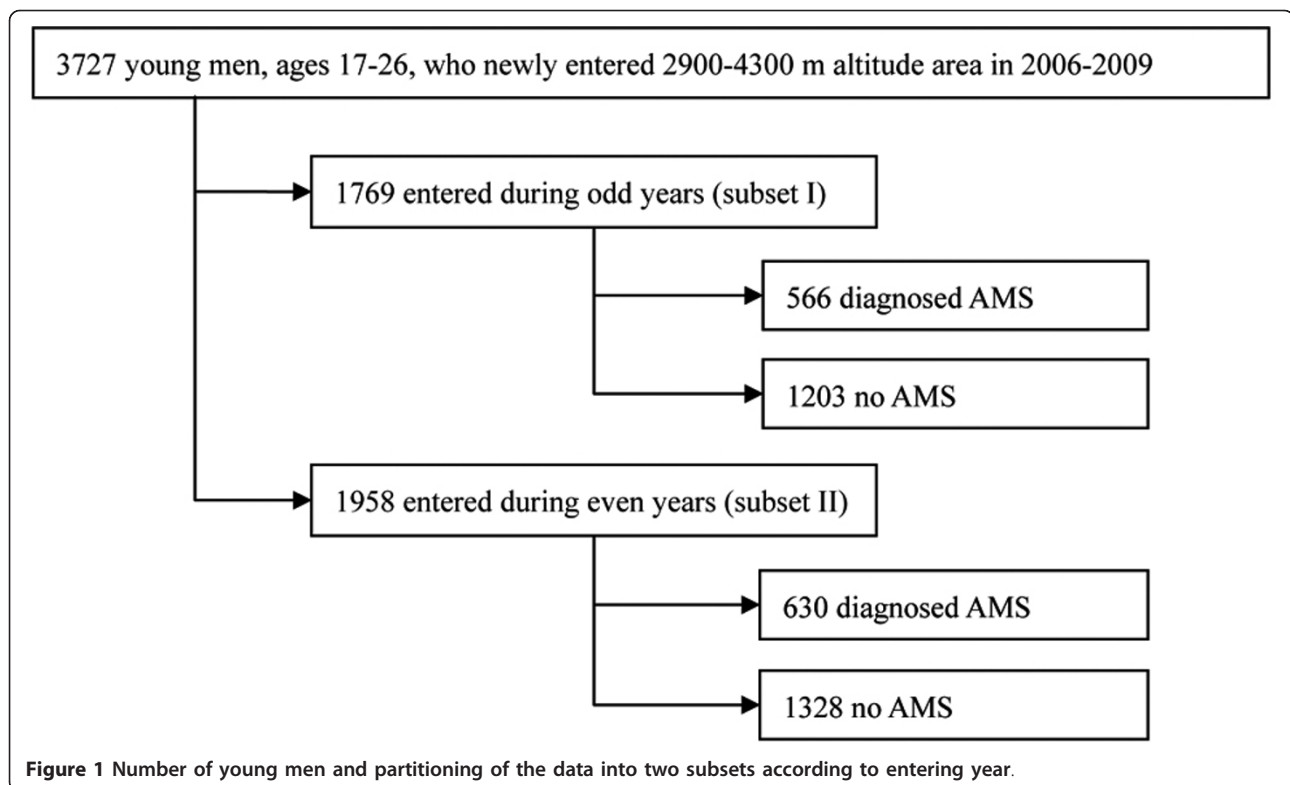 3727 young men, ages 17-26, who newly entered 2900-4300 m altitude area in 2006-2009
1769 entered during odd years (subset I)
566 diagnosed AMS
1203 no AMS
1958 entered during even years (subset II)
630 diagnosed AMS
1328 no AMS
Figure 1 Number of young men and partitioning of the data into two subsets according to entering year.